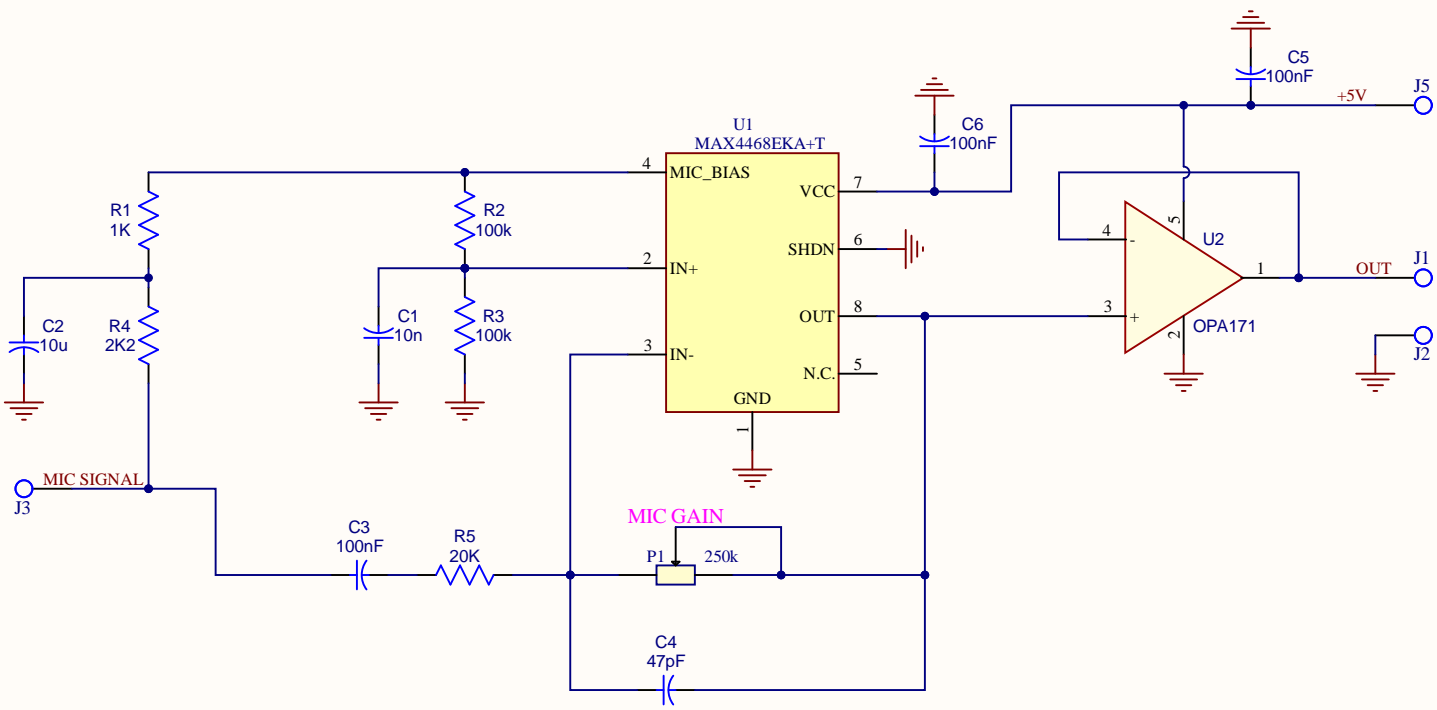 C5
100nF
J5
+5V
U1
MAX4468EKA+T
C6
100nF
4
MIC_BIAS
VCC
7
R1
1K
R2
100k
5
4
-
U2
SHDN
6
2
IN+
J1
OUT
1
C2
10u
R4
2K2
C1
10n
R3
100k
OUT
8
3
+
OPA171
2
J2
3
IN-
N.C.
5
GND
1
MIC SIGNAL
J3
MIC GAIN
C3
100nF
R5
20K
P1
250k
C4
47pF